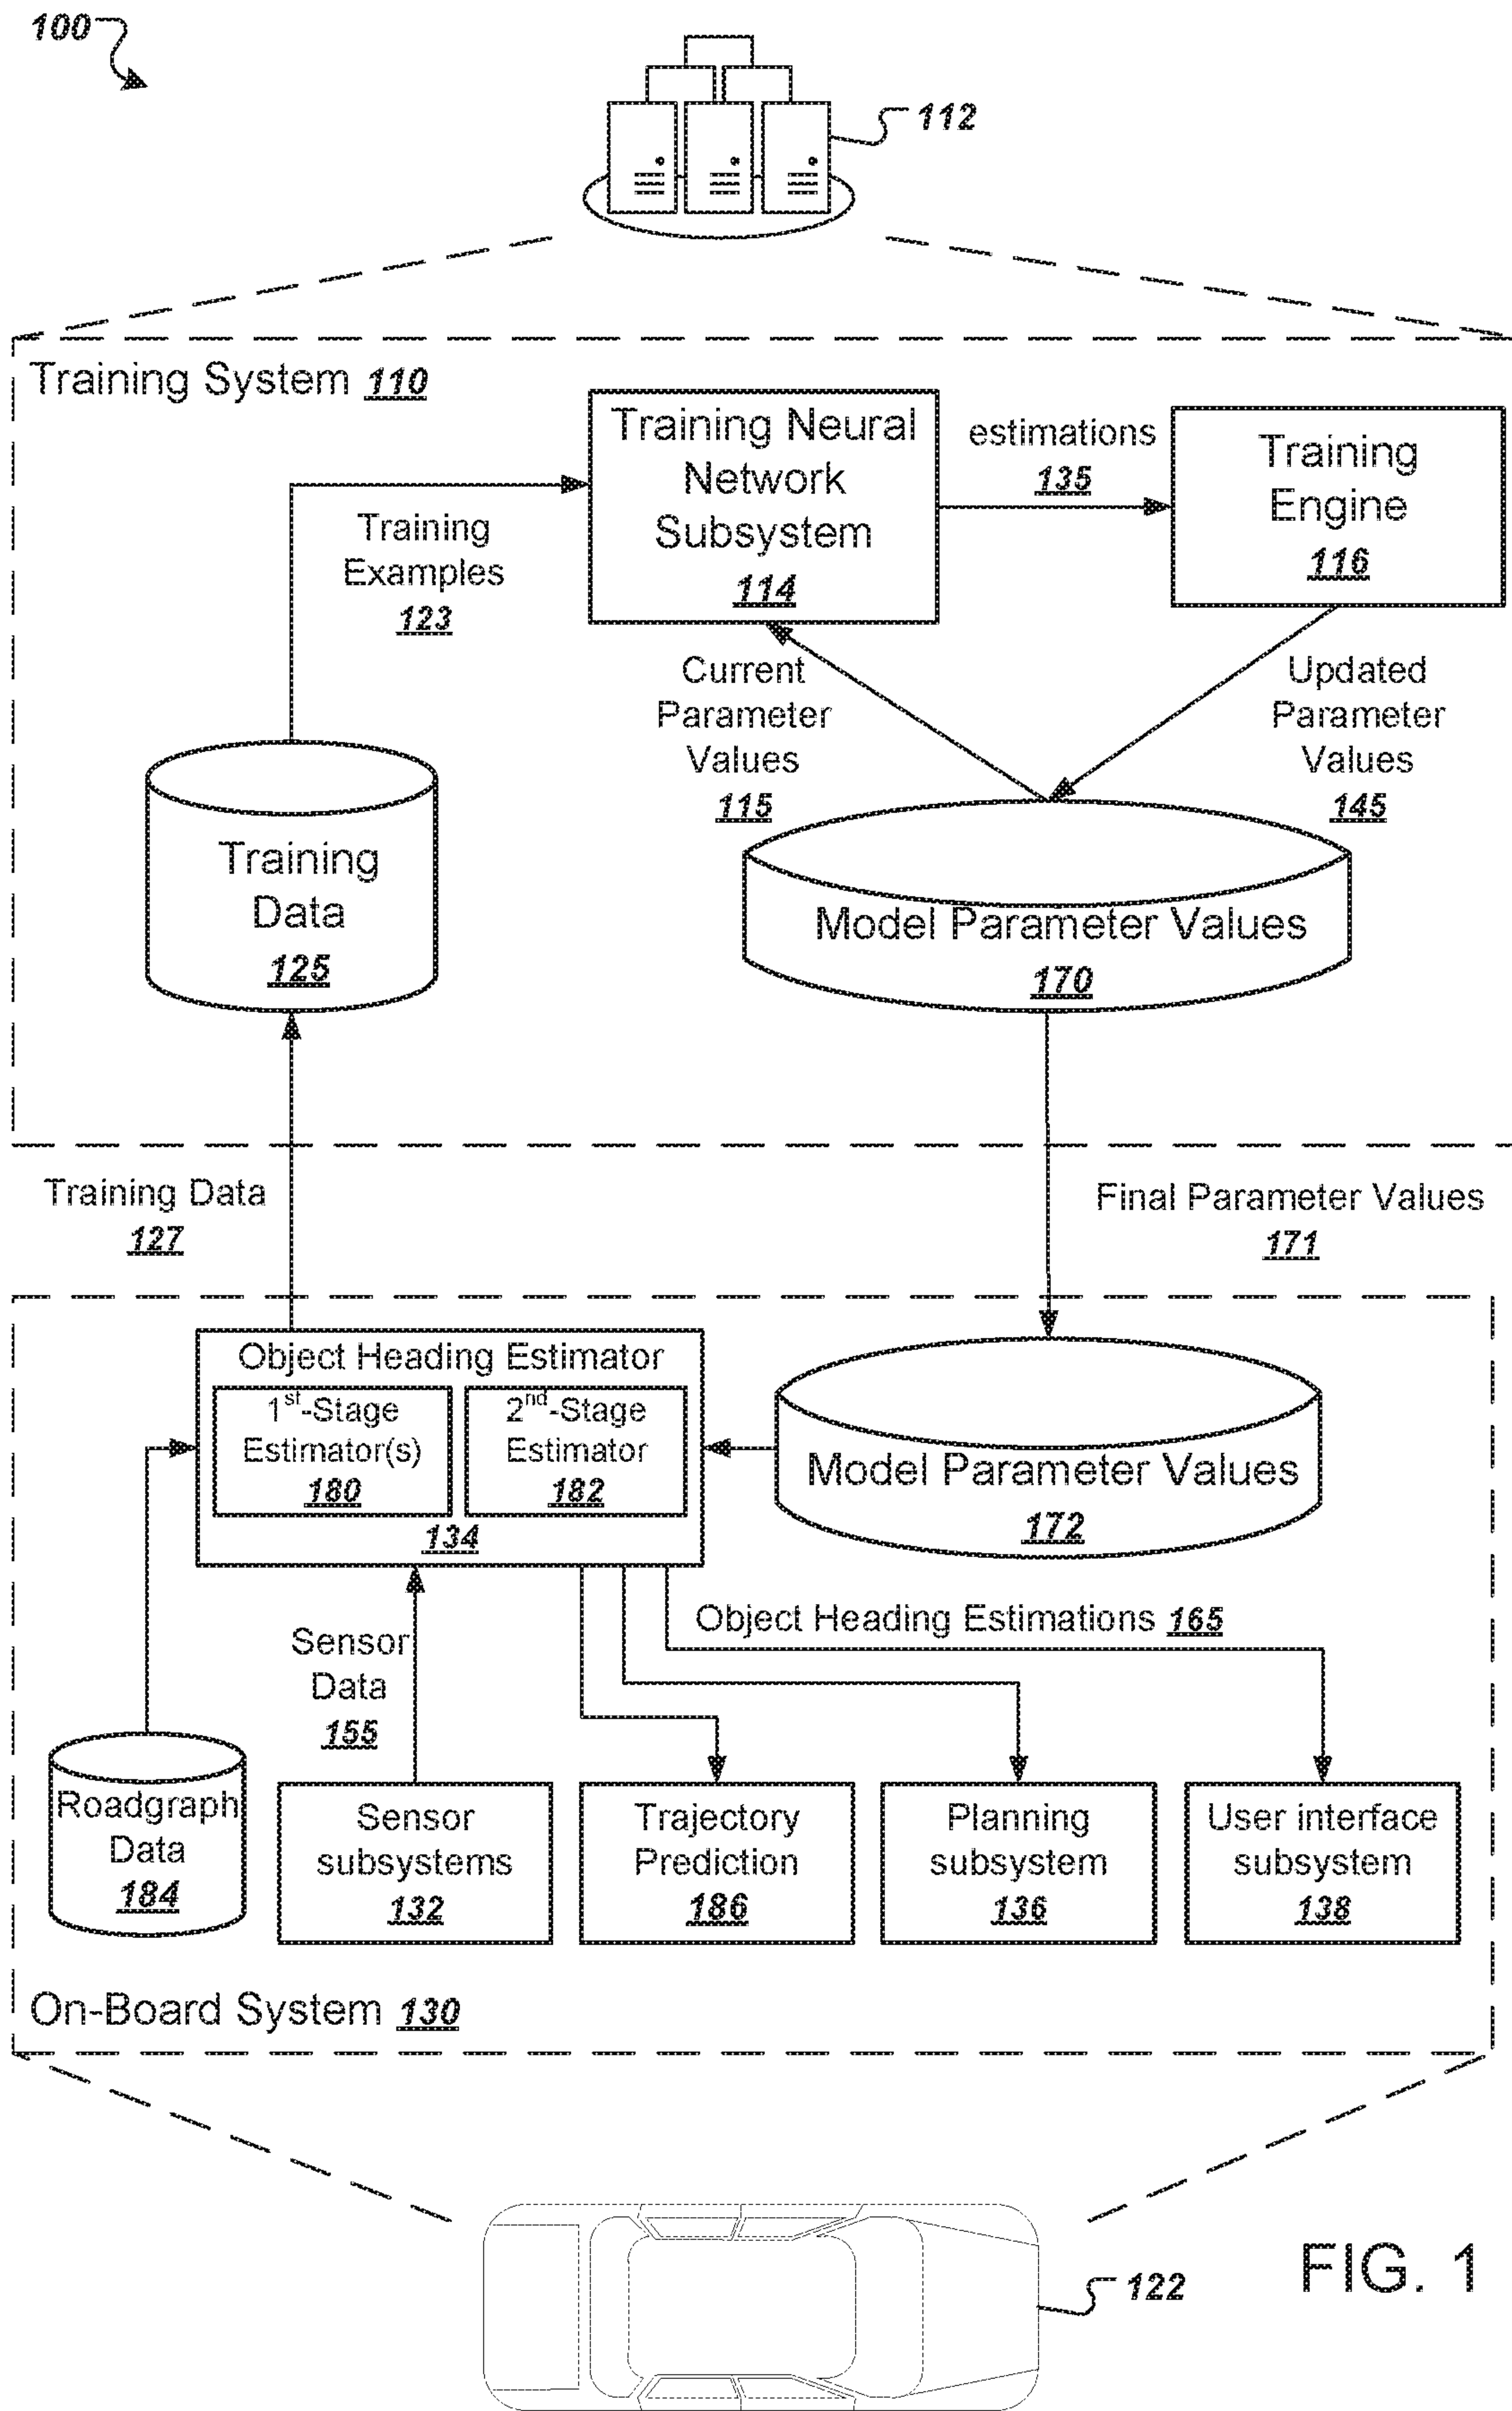 100
112
Training System 110
Training Neural
Network
Subsystem
114
estimations
135
Training
Engine
116
Training
Examples
123
Current
Parameter
Values
115
Updated
Parameter
Values
145
Training
Data
125
Model Parameter Values
170
Training Data
127
Final Parameter Values
171
Object Heading Estimator
1st-Stage
Estimator(s)
180
2nd-Stage
Estimator
182
134
Model Parameter Values
172
Object Heading Estimations 165
Sensor
Data
155
Roadgraph
Data
184
Sensor
subsystems
132
Trajectory
Prediction
186
Planning
subsystem
136
User interface
subsystem
138
On-Board System 130
122
FIG. 1